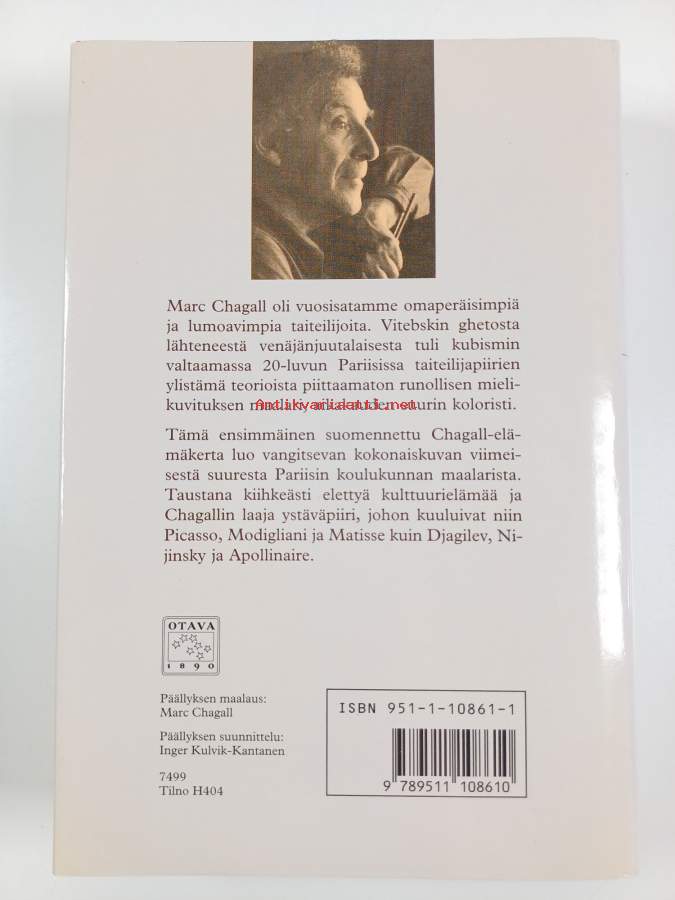 Marc Chagall oli vuosisatamme omaperäisimpiä
ja lumoavimpia taiteilijoita. Vitebskin ghetosta
lähteneestä venäjänjuutalaisesta tuli kubismin
valtaamassa 20-luvun Pariisissa taiteilijapiirien
ylistämä teorioista piittaamaton runollisen mieli-
kuvituksen suurin koloristi.
Antikvariaatti.net
Tämä ensimmäinen suomennettu Chagall-elä-
mäkerta luo vangitsevan kokonaiskuvan viimei-
sestä suuresta Pariisin koulukunnan maalarista.
Taustana kiihkeästi elettyä kulttuurielämää ja
Chagallin laaja ystäväpiiri, johon kuuluivat niin
Picasso, Modigliani ja Matisse kuin Djagilev, Ni-
jinsky ja Apollinaire.
OTAVA
1890
Päällyksen maalaus:
Marc Chagall
Päällyksen suunnittelu:
Inger Kulvik-Kantanen
7499
Tilno H404
ISBN 951-1-10861-1
9 789511 108610